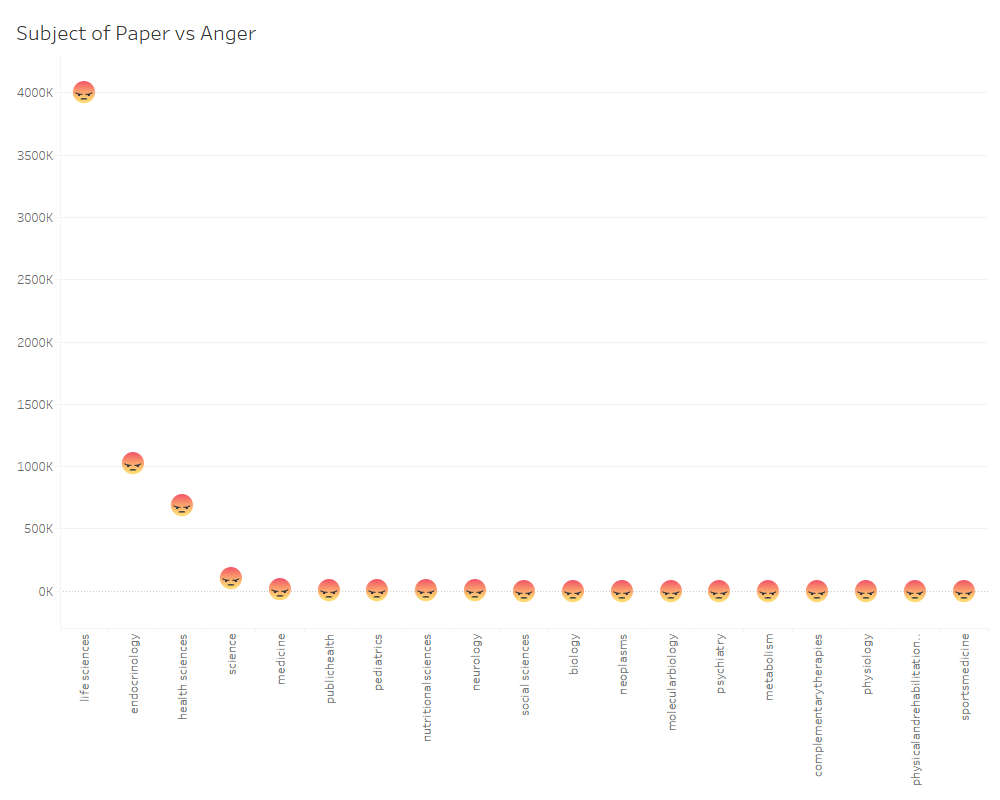 Subject of Paper vs Anger
4000K
3500K
3000K
2500K
2000K
1500K
1000K
500K
0K
life sciences
endocrinology
health sciences
science
medicine
publichealth
pediatrics
nutritionalsciences
neurology
social sciences
biology
neoplasms
molecularbiology
psychiatry
metabolism
complementarytherapies
physiology
physicalandrehabilitation..
sportsmedicine